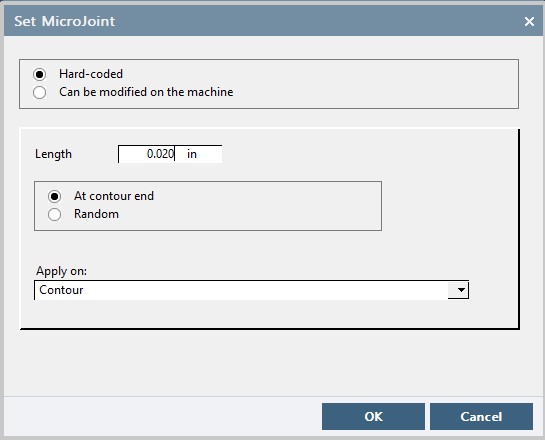 Set MicroJoint
Hard-coded
Can be modified on the machine
Length 0.020 in
At contour end
Random
Apply on:
Contour
OK Cancel